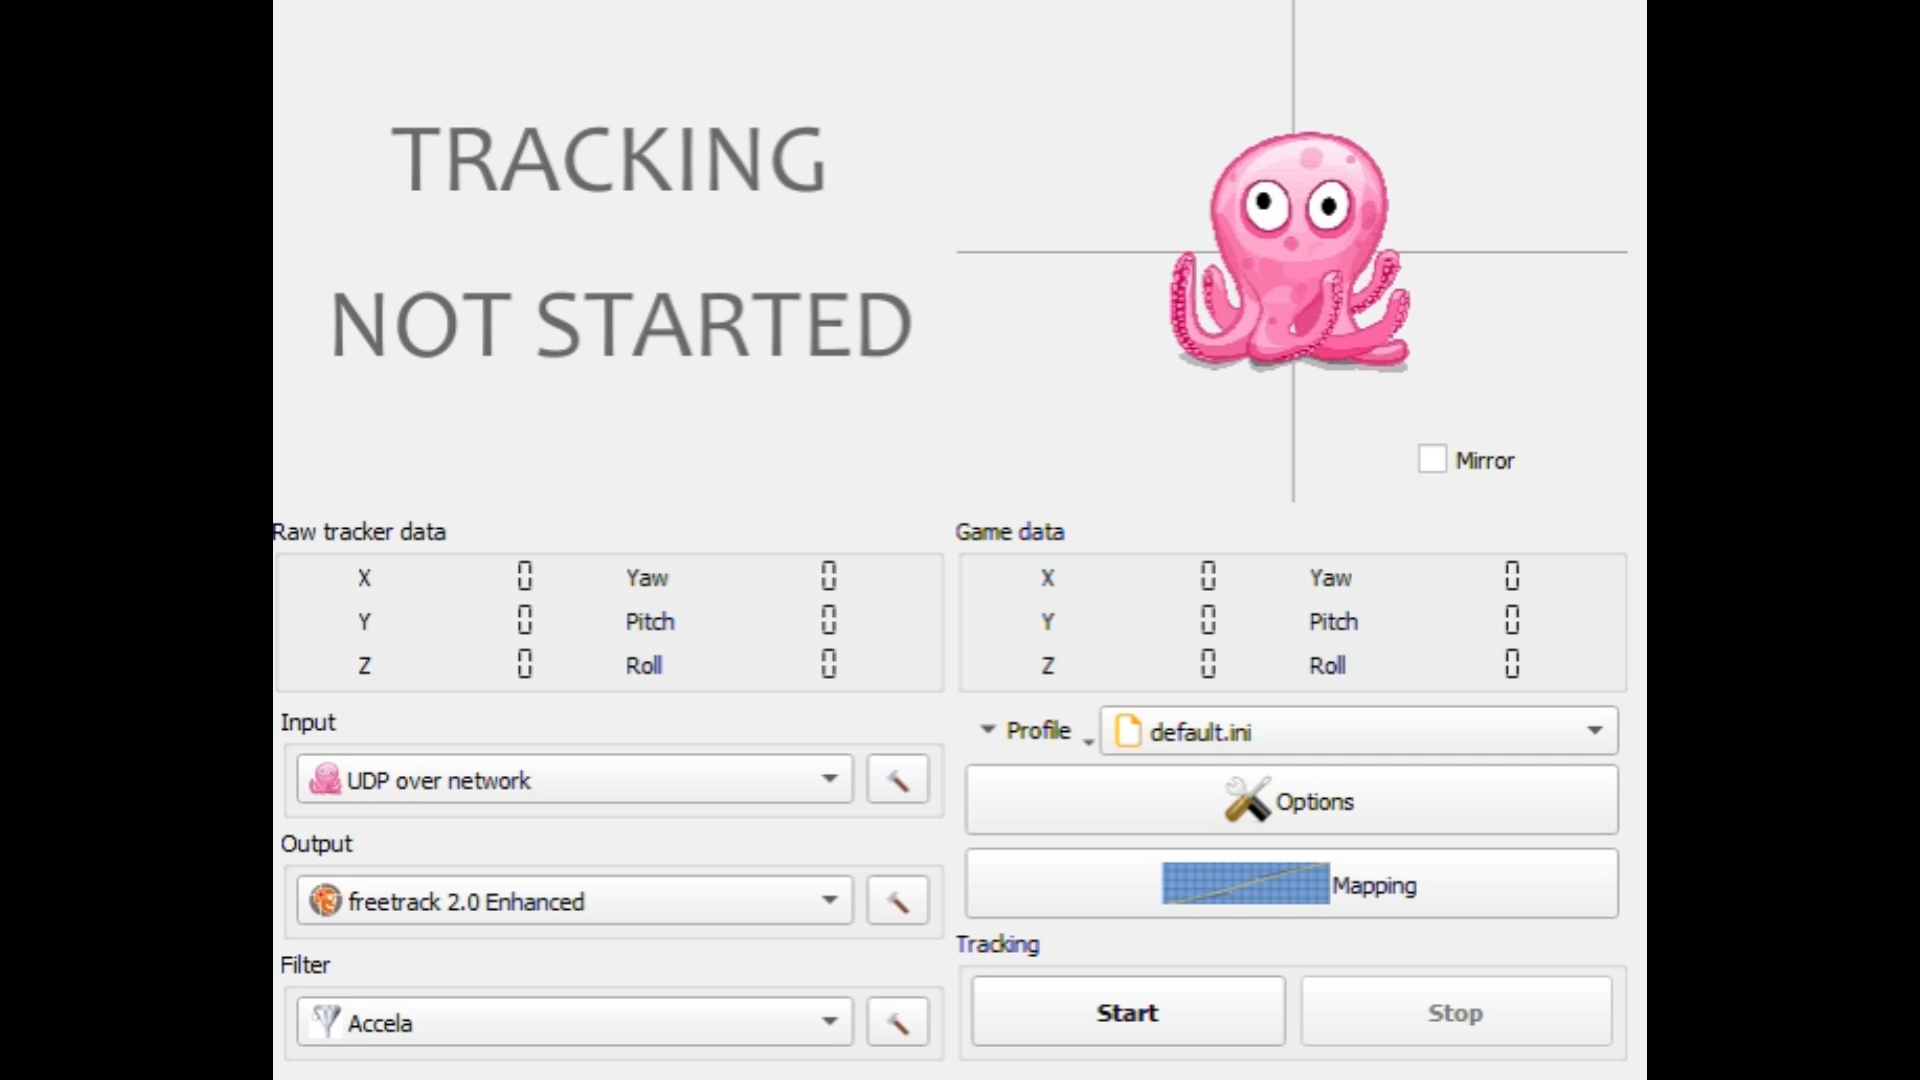 TRACKING
NOT STARTED
Mirror
Raw tracker data
X 0 Yaw 0
Y 0 Pitch 0
Z 0 Roll 0
Game data
X 0 Yaw 0
Y 0 Pitch 0
Z 0 Roll 0
Input
UDP over network
Output
freetrack 2.0 Enhanced
Filter
Accela
Profile default.ini
Options
Mapping
Tracking
Start Stop